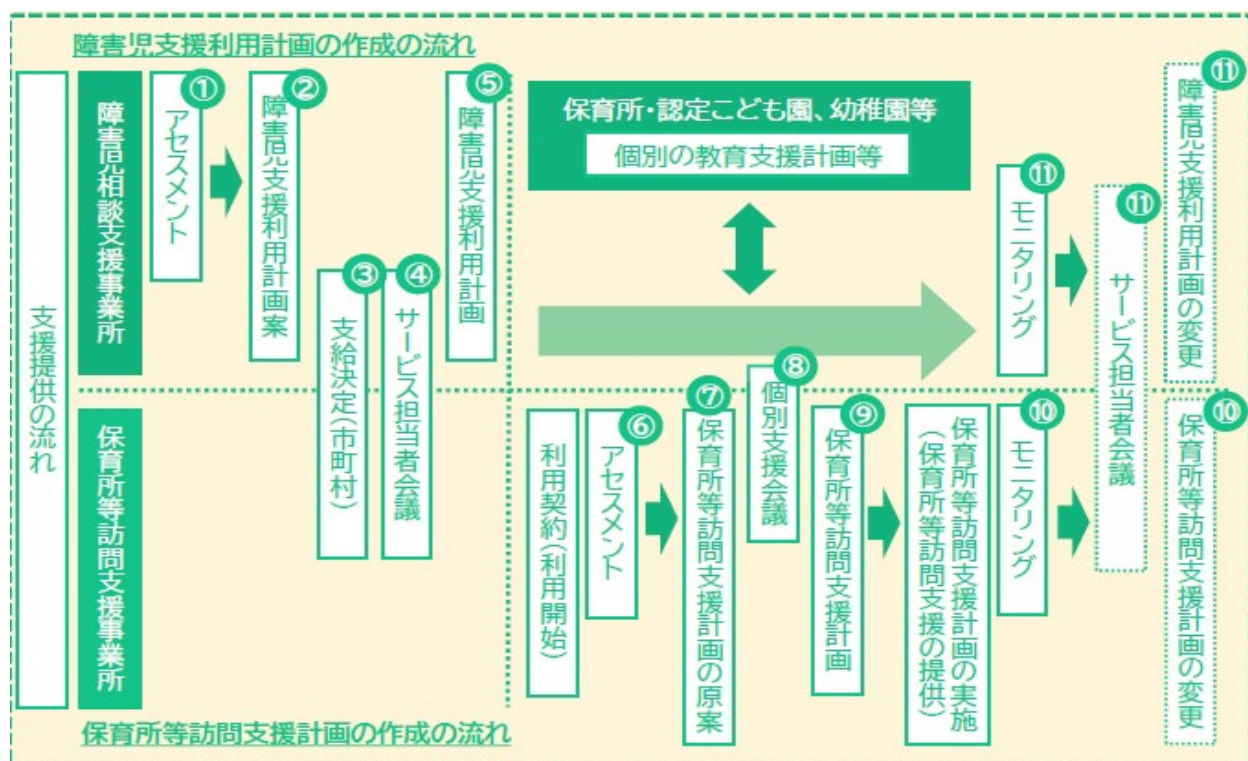 障害児支援利用計画の作成の流れ
支援提供の流れ
障害児相談支援事業所
①
アセスメント
②
障害児支援利用計画案
③
支給決定(市町村)
④
サービス担当者会議
⑤
障害児支援利用計画
保育所・認定こども園、幼稚園等
個別の教育支援計画等
⑪
モニタリング
⑪
サービス担当者会議
⑪
障害児支援利用計画の変更
保育所等訪問支援事業所
利用契約(利用開始)
⑥
アセスメント
⑦
保育所等訪問支援計画の原案
⑧
個別支援会議
⑨
保育所等訪問支援計画
保育所等訪問支援計画の実施
(保育所等訪問支援の提供)
⑩
モニタリング
⑩
保育所等訪問支援計画の変更
保育所等訪問支援計画の作成の流れ